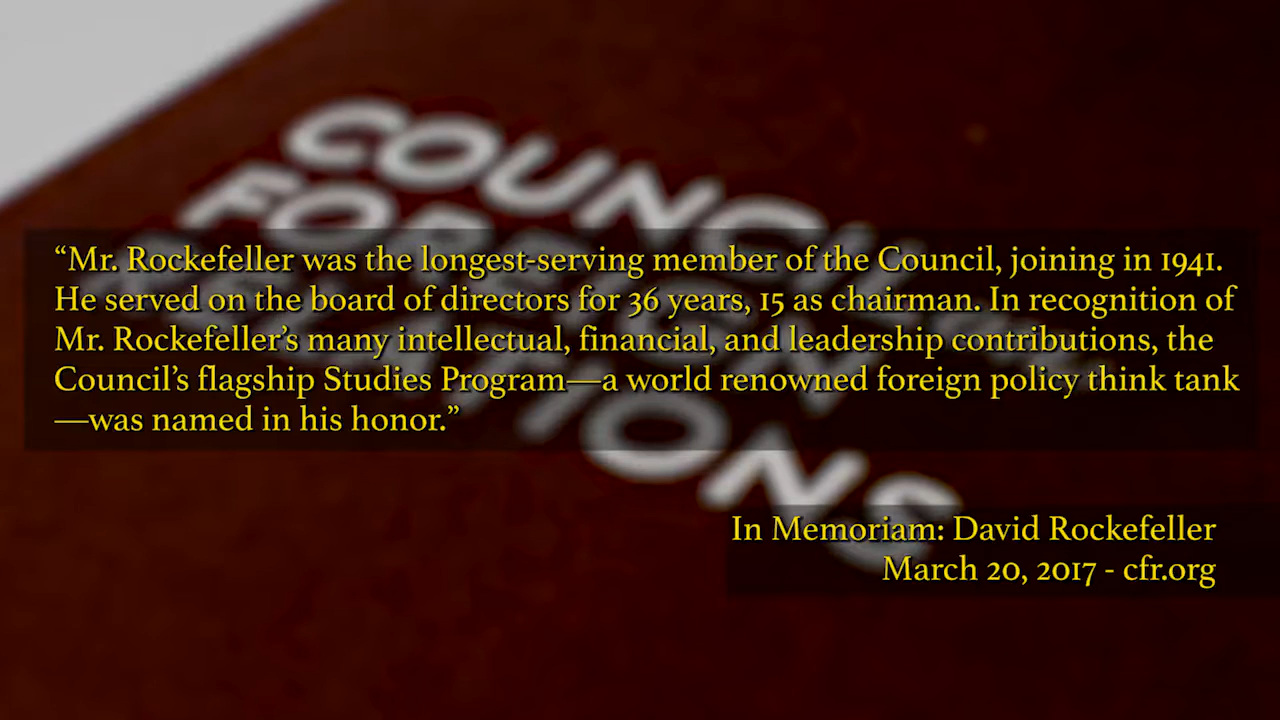 COUNCIL
FOREIGN
RELATIONS
“Mr. Rockefeller was the longest-serving member of the Council, joining in 1941.
He served on the board of directors for 36 years, 15 as chairman. In recognition of
Mr. Rockefeller’s many intellectual, financial, and leadership contributions, the
Council’s flagship Studies Program—a world renowned foreign policy think tank
—was named in his honor.”
In Memoriam: David Rockefeller
March 20, 2017 - cfr.org